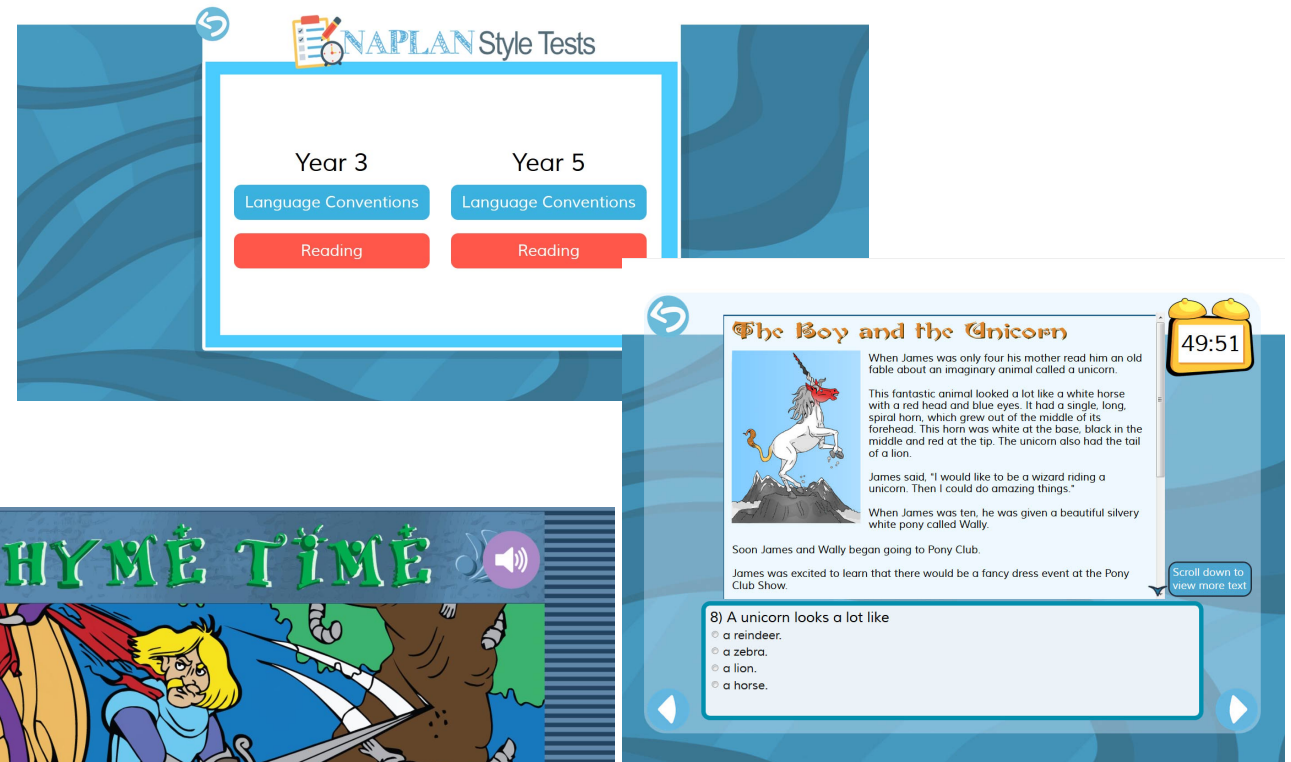 NAPLAN Style Tests
Year 3
Year 5
Language Conventions
Language Conventions
Reading
Reading
HYME TIME
The Boy and the Unicorn
49:51
When James was only four his mother read him an old
fable about an imaginary animal called a unicorn.
This fantastic animal looked a lot like a white horse
with a red head and blue eyes. It had a single, long,
spiral horn, which grew out of the middle of its
forehead. This horn was white at the base, black in the
middle and red at the tip. The unicorn also had the tail
of a lion.
James said, "I would like to be a wizard riding a
unicorn. Then I could do amazing things."
When James was ten, he was given a beautiful silvery
white pony called Wally.
Soon James and Wally began going to Pony Club.
James was excited to learn that there would be a fancy dress event at the Pony
Club Show.
Scroll down to
view more text
8) A unicorn looks a lot like
a reindeer.
a zebra.
a lion.
a horse.